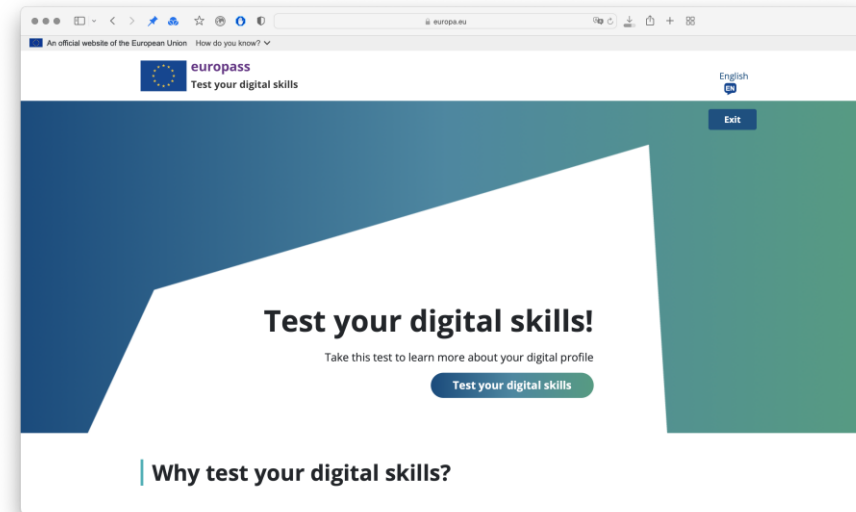 europa.eu
An official website of the European Union How do you know?
europass
Test your digital skills
English
EN
Exit
Test your digital skills!
Take this test to learn more about your digital profile
Test your digital skills
Why test your digital skills?